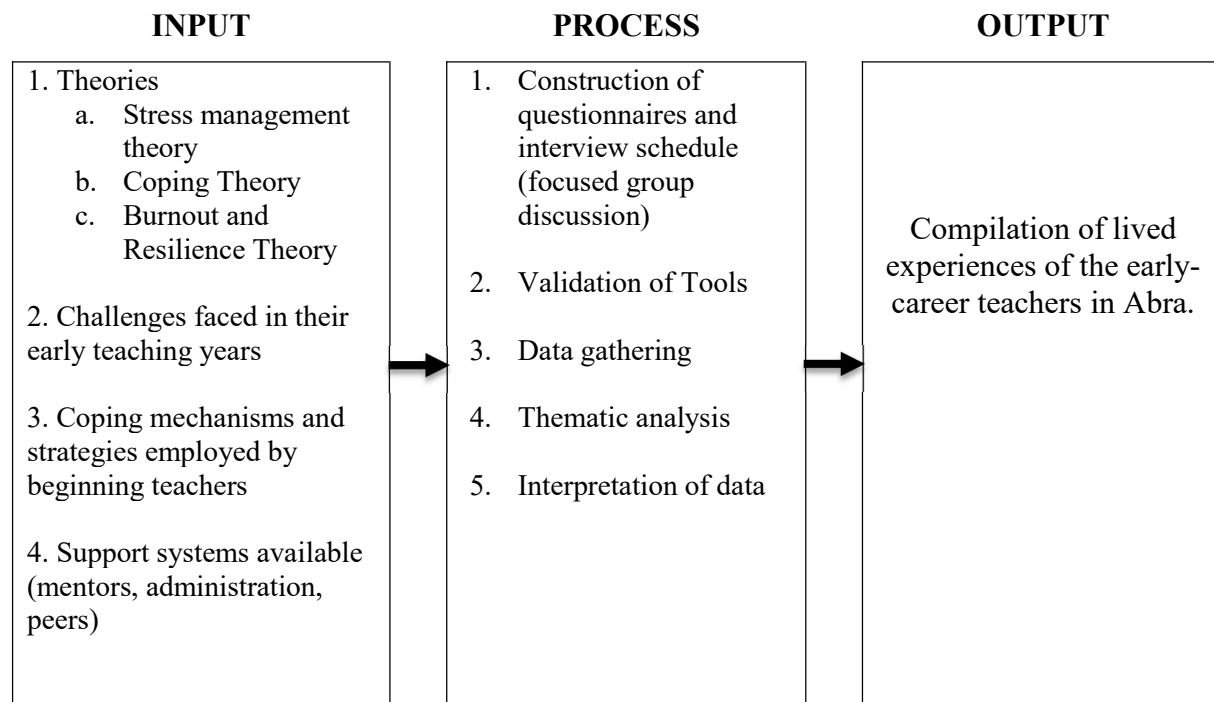 INPUT
1. Theories
a. Stress management
theory
b. Coping Theory
c. Burnout and
Resilience Theory
2. Challenges faced in their
early teaching years
3. Coping mechanisms and
strategies employed by
beginning teachers
4. Support systems available
(mentors, administration,
peers)
PROCESS
1. Construction of
questionnaires and
interview schedule
(focused group
discussion)
2. Validation of Tools
3. Data gathering
4. Thematic analysis
5. Interpretation of data
OUTPUT
Compilation of lived
experiences of the early-
career teachers in Abra.